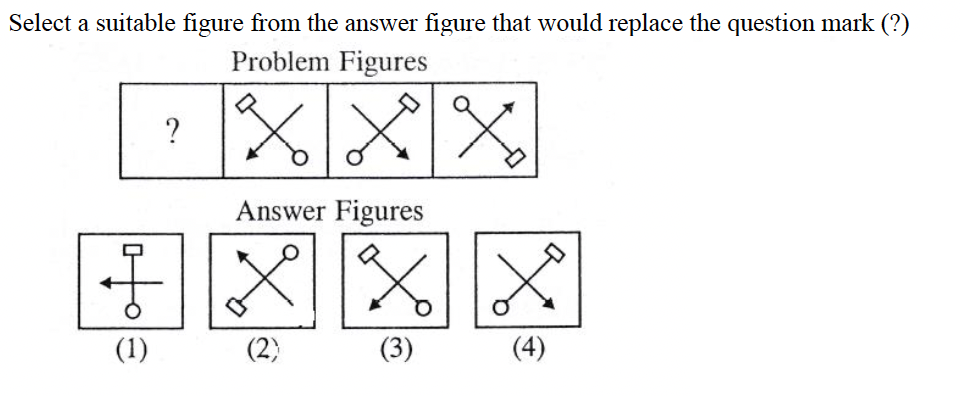 Select a suitable figure from the answer figure that would replace the question mark (?)
Problem Figures
?
Answer Figures
(1) (2) (3) (4)